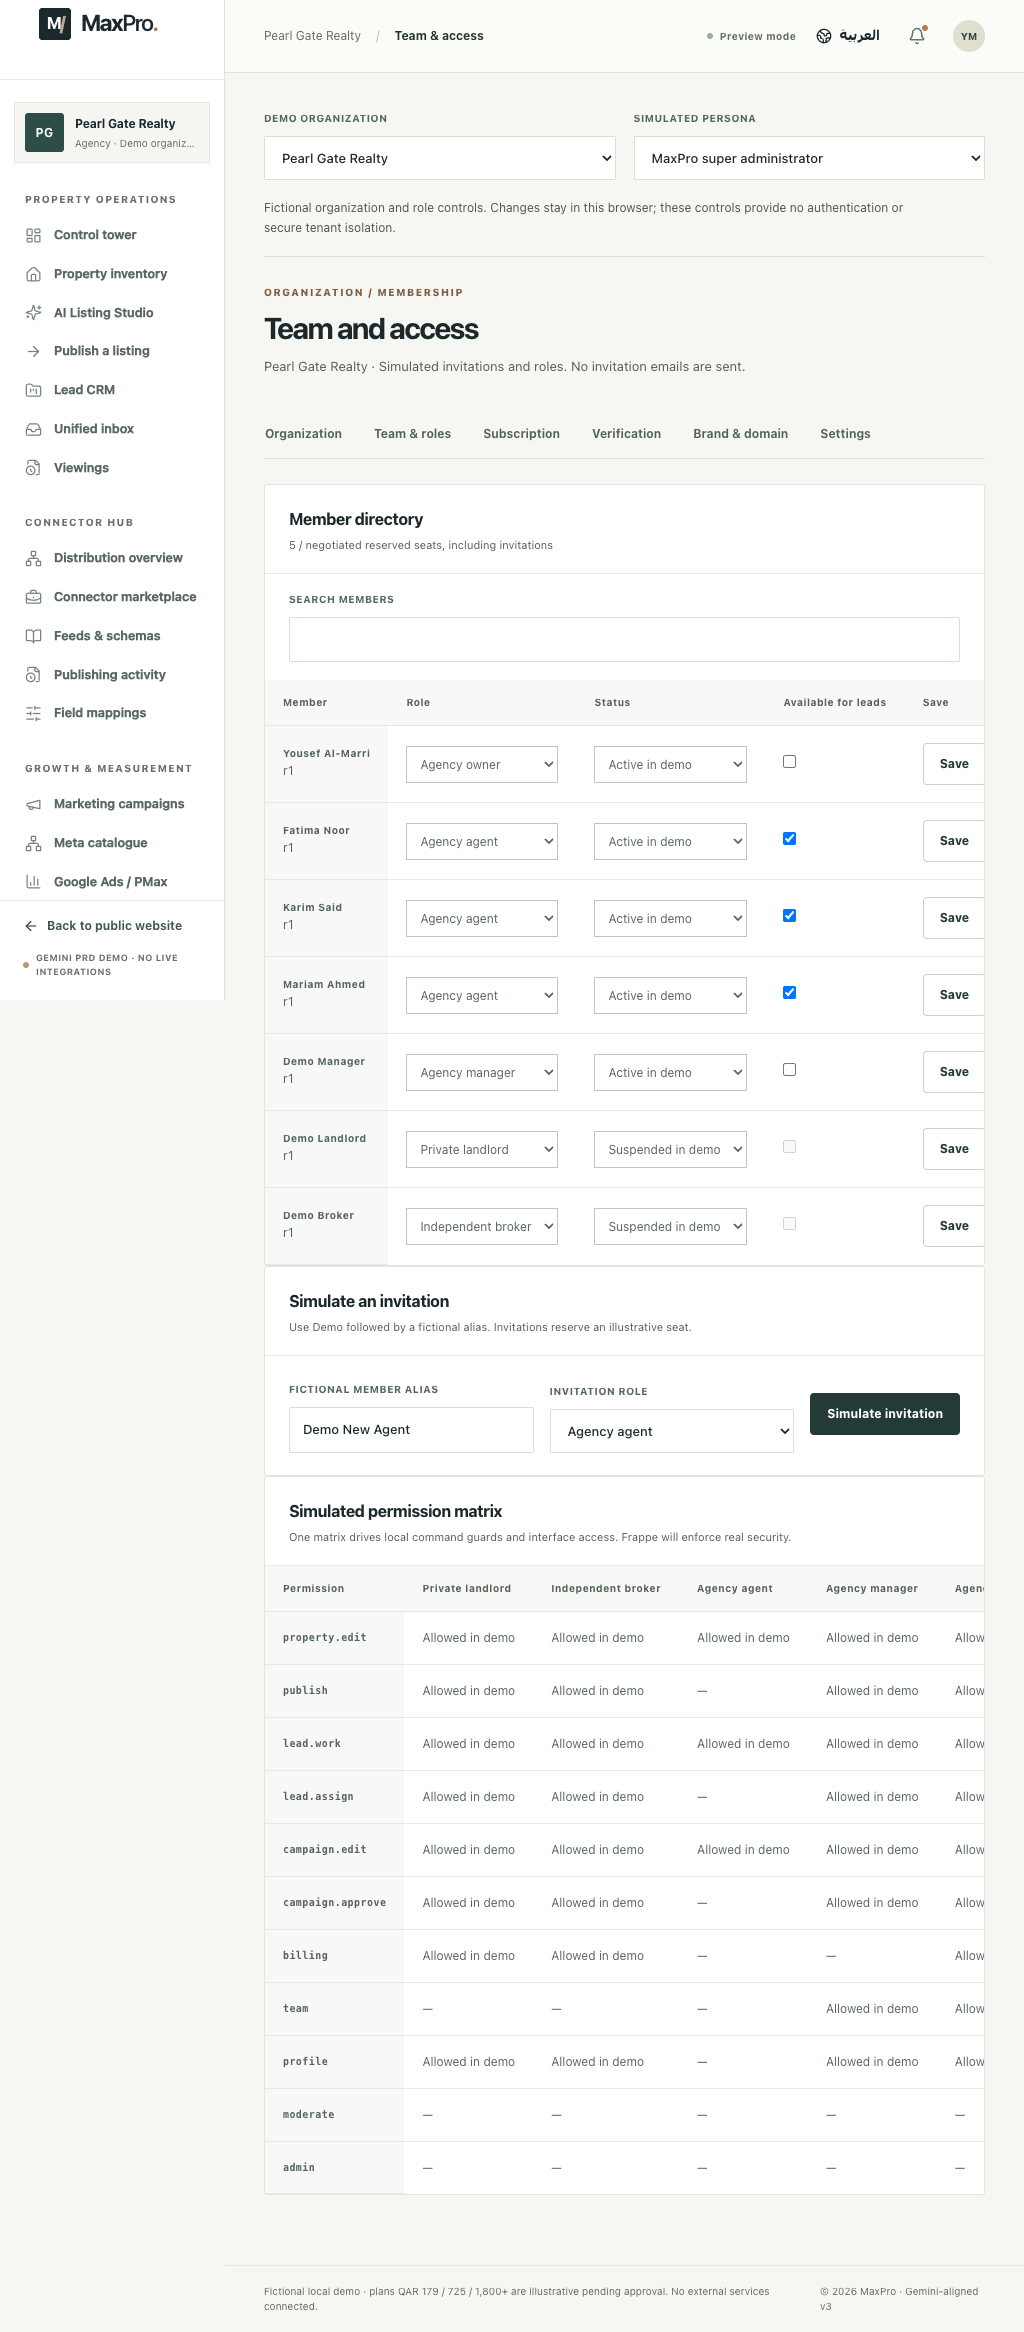 M/ MaxPro.
PG
Pearl Gate Realty
Agency · Demo organiz...
PROPERTY OPERATIONS
Control tower
Property inventory
AI Listing Studio
Publish a listing
Lead CRM
Unified inbox
Viewings
CONNECTOR HUB
Distribution overview
Connector marketplace
Feeds & schemas
Publishing activity
Field mappings
GROWTH & MEASUREMENT
Marketing campaigns
Meta catalogue
Google Ads / PMax
Back to public website
GEMINI PRD DEMO · NO LIVE
INTEGRATIONS
Pearl Gate Realty / Team & access
Preview mode
العربية
YM
DEMO ORGANIZATION
Pearl Gate Realty
SIMULATED PERSONA
MaxPro super administrator
Fictional organization and role controls. Changes stay in this browser; these controls provide no authentication or
secure tenant isolation.
ORGANIZATION / MEMBERSHIP
Team and access
Pearl Gate Realty · Simulated invitations and roles. No invitation emails are sent.
Organization Team & roles Subscription Verification Brand & domain Settings
Member directory
5 / negotiated reserved seats, including invitations
SEARCH MEMBERS
Member Role Status Available for leads Save
Yousef Al-Marri
r1
Agency owner Active in demo Save
Fatima Noor
r1
Agency agent Active in demo Save
Karim Said
r1
Agency agent Active in demo Save
Mariam Ahmed
r1
Agency agent Active in demo Save
Demo Manager
r1
Agency manager Active in demo Save
Demo Landlord
r1
Private landlord Suspended in demo Save
Demo Broker
r1
Independent broker Suspended in demo Save
Simulate an invitation
Use Demo followed by a fictional alias. Invitations reserve an illustrative seat.
FICTIONAL MEMBER ALIAS
Demo New Agent
INVITATION ROLE
Agency agent
Simulate invitation
Simulated permission matrix
One matrix drives local command guards and interface access. Frappe will enforce real security.
Permission Private landlord Independent broker Agency agent Agency manager Agen
property.edit Allowed in demo Allowed in demo Allowed in demo Allowed in demo Allow
publish Allowed in demo Allowed in demo — Allowed in demo Allow
lead.work Allowed in demo Allowed in demo Allowed in demo Allowed in demo Allow
lead.assign Allowed in demo Allowed in demo — Allowed in demo Allow
campaign.edit Allowed in demo Allowed in demo Allowed in demo Allowed in demo Allow
campaign.approve Allowed in demo Allowed in demo — Allowed in demo Allow
billing Allowed in demo Allowed in demo — — Allow
team — — — Allowed in demo Allow
profile Allowed in demo Allowed in demo — Allowed in demo Allow
moderate — — — — —
admin — — — — —
Fictional local demo · plans QAR 179 / 725 / 1,800+ are illustrative pending approval. No external services
connected.
© 2026 MaxPro · Gemini-aligned
v3